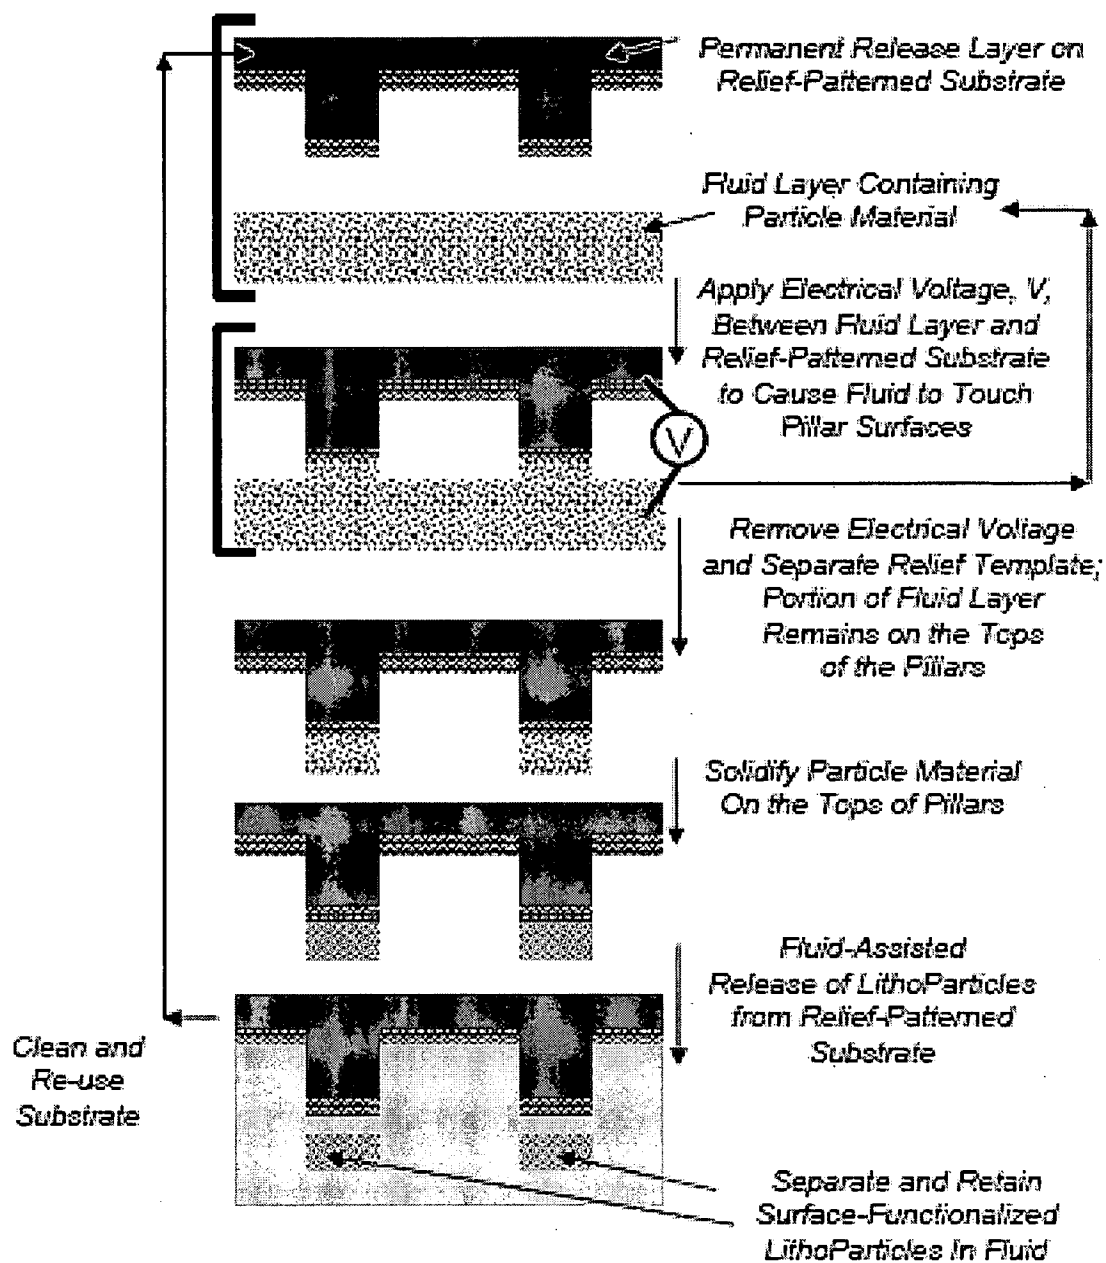 Permanent Release Layer on
Relief-Patterned Substrate
Fluid Layer Containing
Particle Material
Apply Electrical Voltage, V,
Between Fluid Layer and
Relief-Patterned Substrate
to Cause Fluid to Touch
Pillar Surfaces
V
Remove Electrical Voltage
and Separate Relief Template;
Portion of Fluid Layer
Remains on the Tops
of the Pillars
Solidify Particle Material
On the Tops of Pillars
Fluid-Assisted
Release of LithoParticles
from Relief-Patterned
Substrate
Clean and
Re-use
Substrate
Separate and Retain
Surface-Functionalized
LithoParticles In Fluid